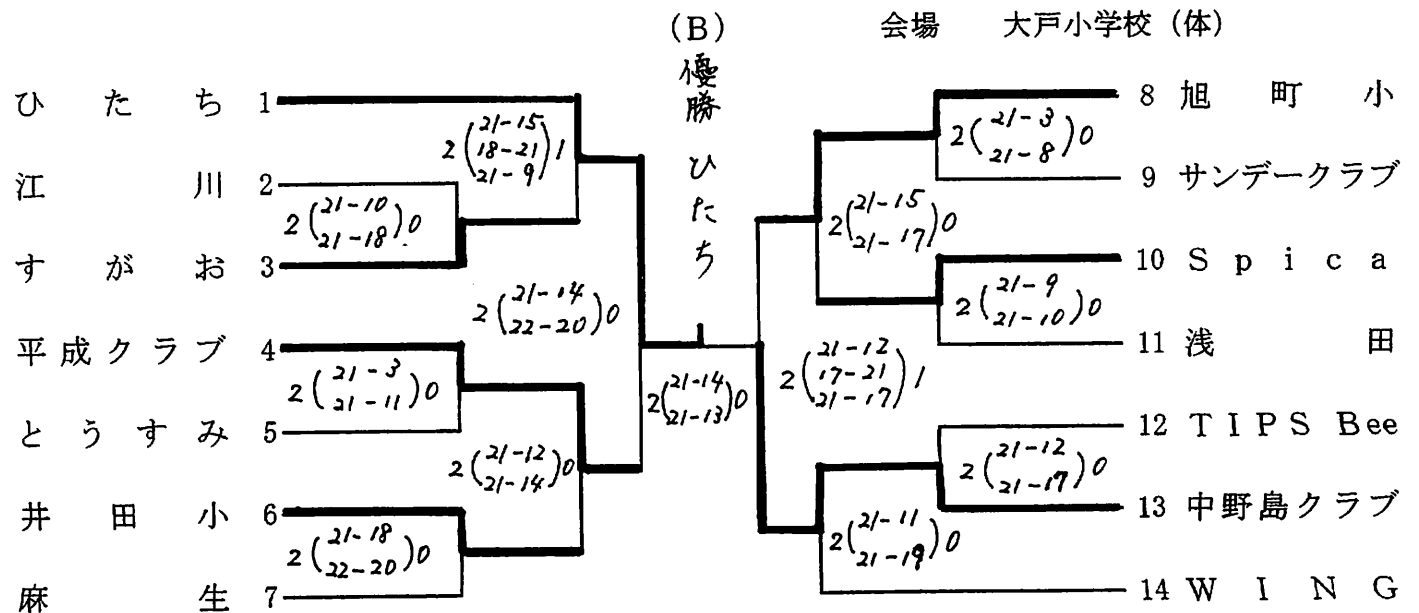 (B)
会場 大戸小学校 (体)
優勝 ひたち
ひたち 1
2(21-15 18-21 21-9)1
江川 2
2(21-10 21-18)0
すがお 3
2(21-14 22-20)0
平成クラブ 4
2(21-3 21-11)0
とうすみ 5
2(21-12 21-14)0
井田小 6
2(21-18 22-20)0
麻生 7
2(21-14 21-13)0
8 旭町小
2(21-3 21-8)0
9 サンデークラブ
2(21-15 21-17)0
10 Spica
2(21-9 21-10)0
11 浅田
2(21-12 17-21 21-17)1
12 TIPS Bee
2(21-12 21-17)0
13 中野島クラブ
2(21-11 21-19)0
14 WING